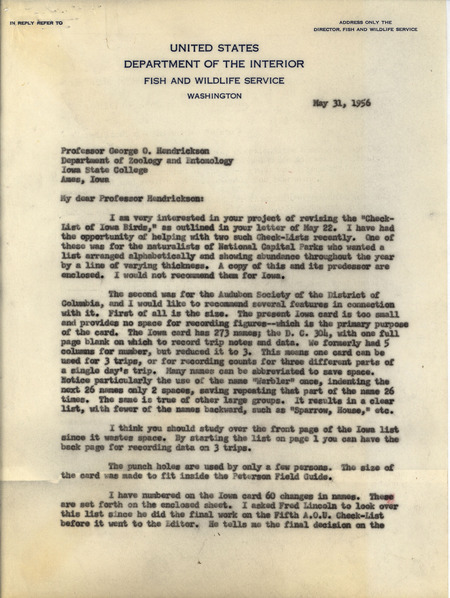 IN REPLY REFER TO
ADDRESS ONLY THE
DIRECTOR, FISH AND WILDLIFE SERVICE
UNITED STATES
DEPARTMENT OF THE INTERIOR
FISH AND WILDLIFE SERVICE
WASHINGTON
May 31, 1956
Professor George O. Hendrickson
Department of Zoology and Entomology
Iowa State College
Ames, Iowa
My dear Professor Hendrickson:
I am very interested in your project of revising the "Check-
List of Iowa Birds," as outlined in your letter of May 22. I have had
the opportunity of helping with two such Check-Lists recently. One of
these was for the naturalists of National Capital Parks who wanted a
list arranged alphabetically and showing abundance throughout the year
by a line of varying thickness. A copy of this and its predessor are
enclosed. I would not recommend them for Iowa.
The second was for the Audubon Society of the District of
Columbia, and I would like to recommend several features in connection
with it. First of all is the size. The present Iowa card is too small
and provides no space for recording figures--which is the primary purpose
of the card. The Iowa has 273 names; the D. C. 304, with one full
page blank on which to record trip notes and data. We formerly had 5
columns for number, but reduced it to 3. This means one card can be
used for 3 trips, or for recording counts for three different parts of
a single day's trip. Many names can be abbreviated to save space.
Notice particularly the use of the name "Warbler" once, indenting the
next 26 names only 2 spaces, saving repeating that part of the name 26
times. The same is true of other large groups. It results in a clear
list, with fewer of the names backward, such as "Sparrow, House," etc.
I think you should study over the front page of the Iowa list
since it wastes space. By starting the list on page 1 you can have the
back page for recording data on 3 trips.
The punch holes are used by only a few persons. The size of
the card was made to fit inside the Peterson Field Guide.
I have numbered on the Iowa card 60 changes in names. These
are set forth on the enclosed sheet. I asked Fred Lincoln to look over
this list since he did the final work on the Fifth A.O.U. Check-List
before it went to the Editor. He tells me the final decision on the